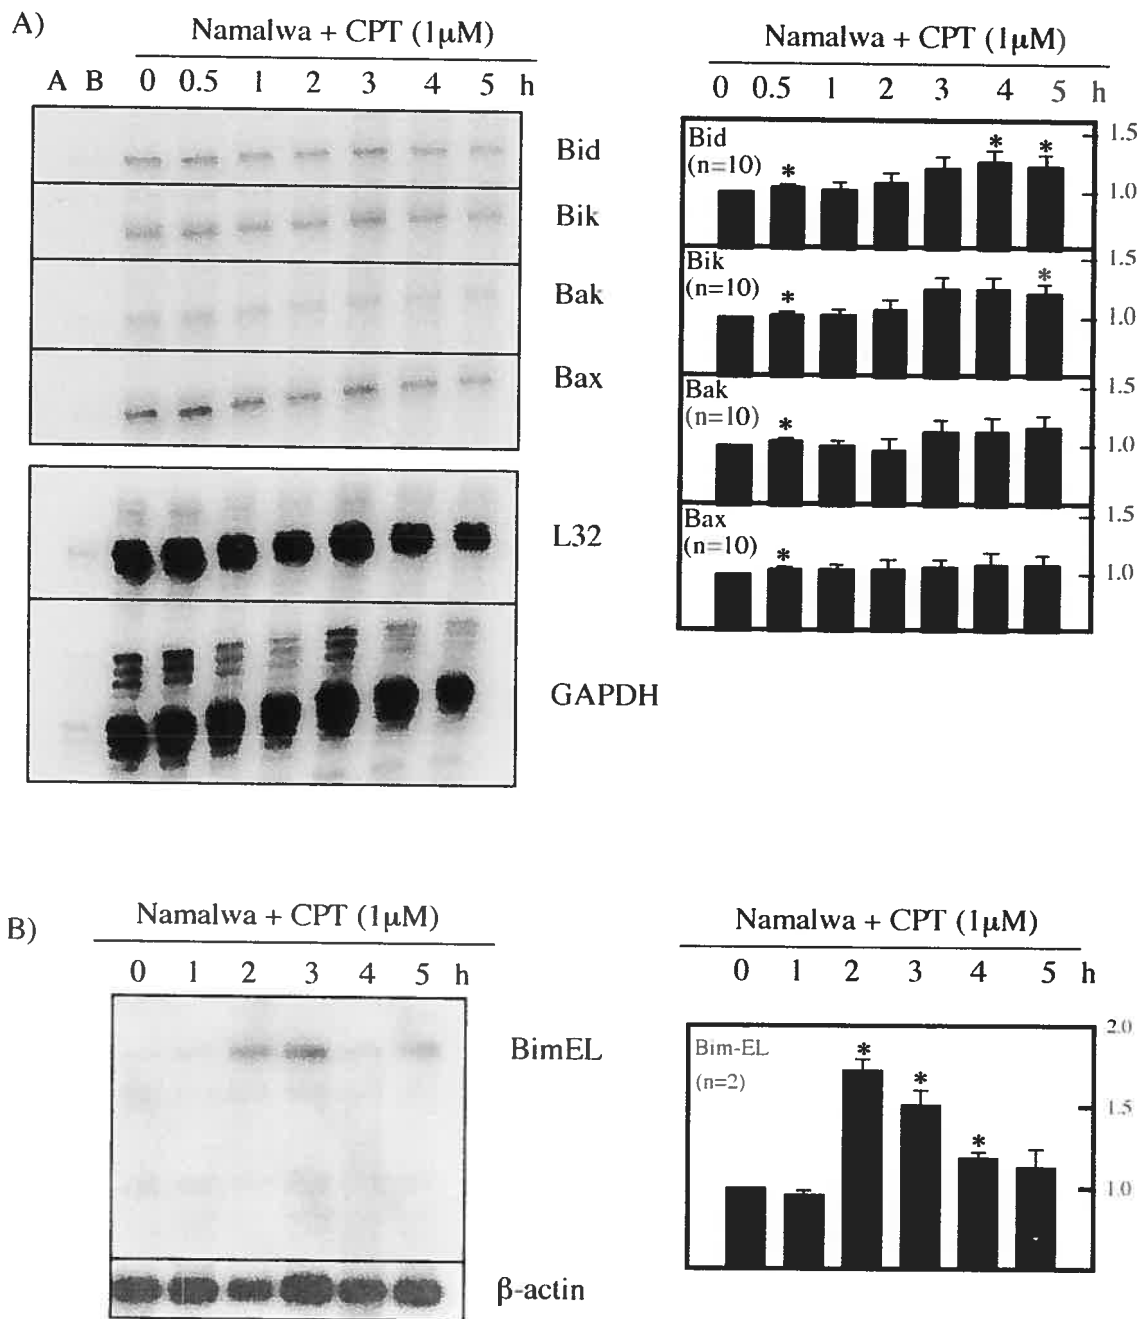 A)
Namalwa + CPT (1μM)
A B 0 0.5 1 2 3 4 5 h
Bid
Bik
Bak
Bax
L32
GAPDH
Namalwa + CPT (1μM)
0 0.5 1 2 3 4 5 h
Bid
(n=10)
* * *
1.5
1.0
Bik
(n=10)
* *
1.5
1.0
Bak
(n=10)
*
1.5
1.0
Bax
(n=10)
*
1.5
1.0
B)
Namalwa + CPT (1μM)
0 1 2 3 4 5 h
BimEL
β-actin
Namalwa + CPT (1μM)
0 1 2 3 4 5 h
Bim-EL
(n=2)
* * *
2.0
1.5
1.0